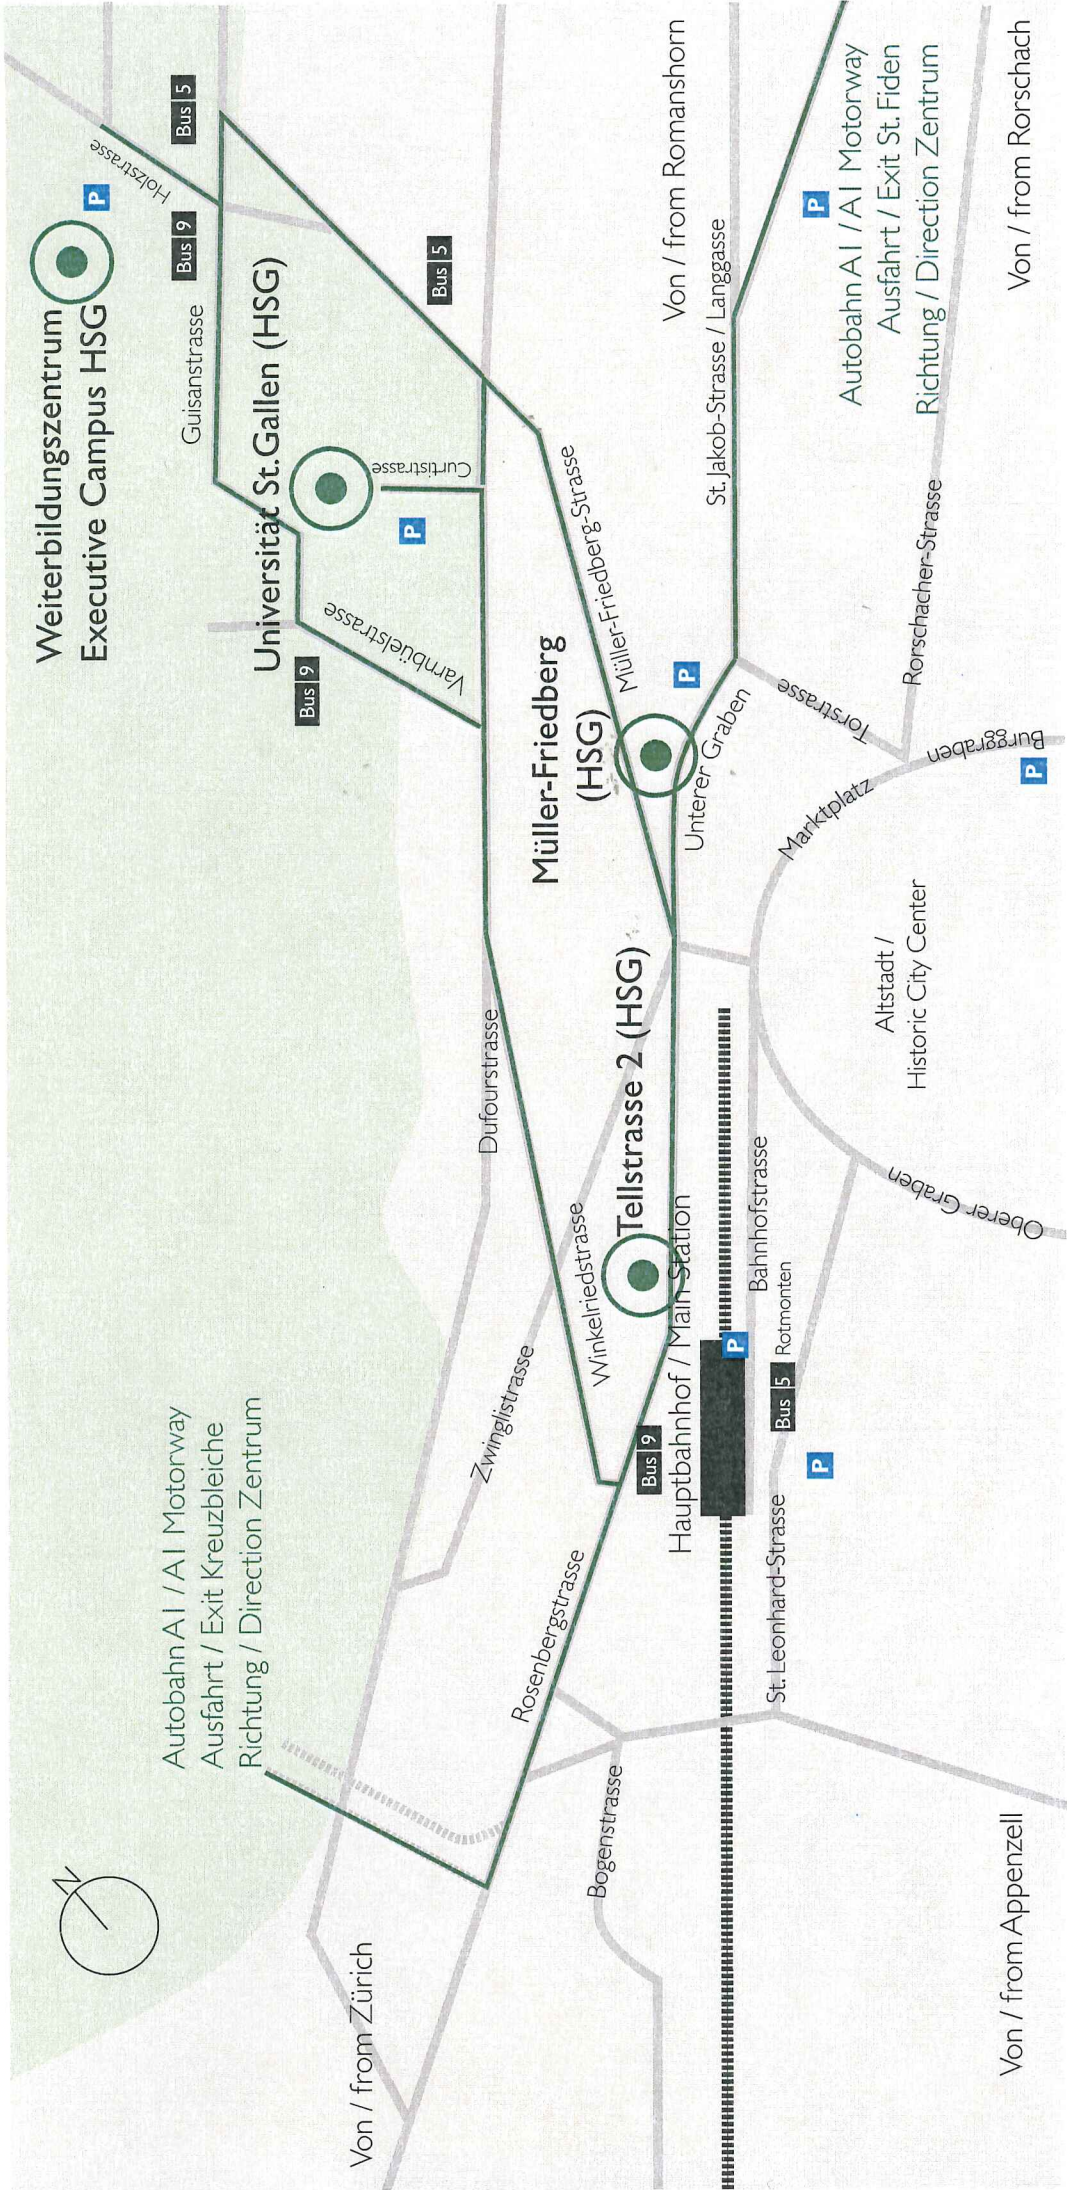 N
Von / from Zürich
Autobahn A1 / A1 Motorway
Ausfahrt / Exit Kreuzbleiche
Richtung / Direction Zentrum
Weiterbildungszentrum
Executive Campus HSG
P
Holzstrasse
Bus 5
Bus 9
Guisanstrasse
Universität St.Gallen (HSG)
Bus 9
Varnbüelstrasse
P
Curtistrasse
Bus 5
Dufourstrasse
Zwinglistrasse
Winkelriedstrasse
Müller-Friedberg
(HSG)
Müller-Friedberg-Strasse
Tellstrasse 2 (HSG)
Rosenbergstrasse
Bogenstrasse
Bus 9
Hauptbahnhof / Main Station
P
Unterer Graben
P
Von / from Romanshorn
St. Jakob-Strasse / Langgasse
P
Autobahn A1 / A1 Motorway
Ausfahrt / Exit St. Fiden
Richtung / Direction Zentrum
Bahnhofstrasse
St. Leonhard-Strasse
Bus 5 Rotmonten
P
Torstrasse
Marktplatz
Rorschacher-Strasse
Altstadt /
Historic City Center
Oberer Graben
Burggraben
P
Von / from Appenzell
Von / from Rorschach